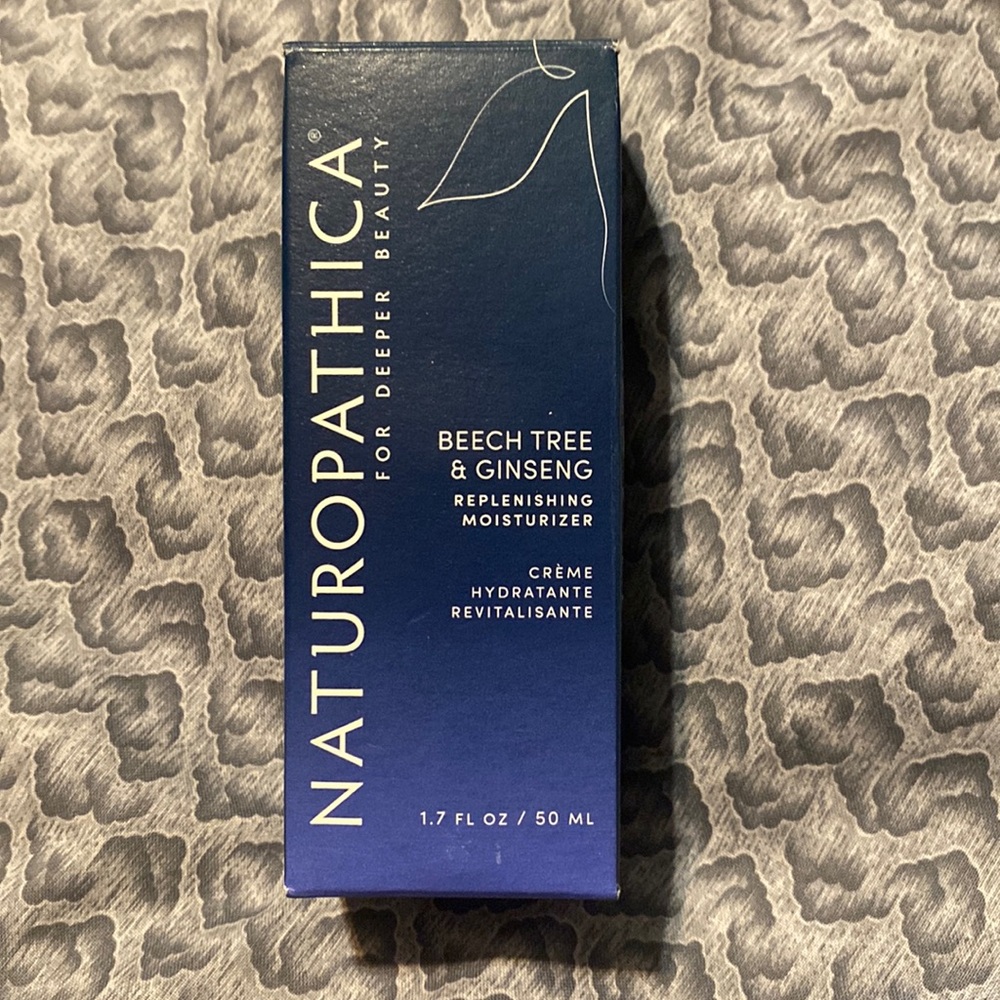 NATUROPATHICA®
FOR DEEPER BEAUTY
BEECH TREE
& GINSENG
REPLENISHING
MOISTURIZER
CRÈME
HYDRATANTE
REVITALISANTE
1.7 FL OZ / 50 ML